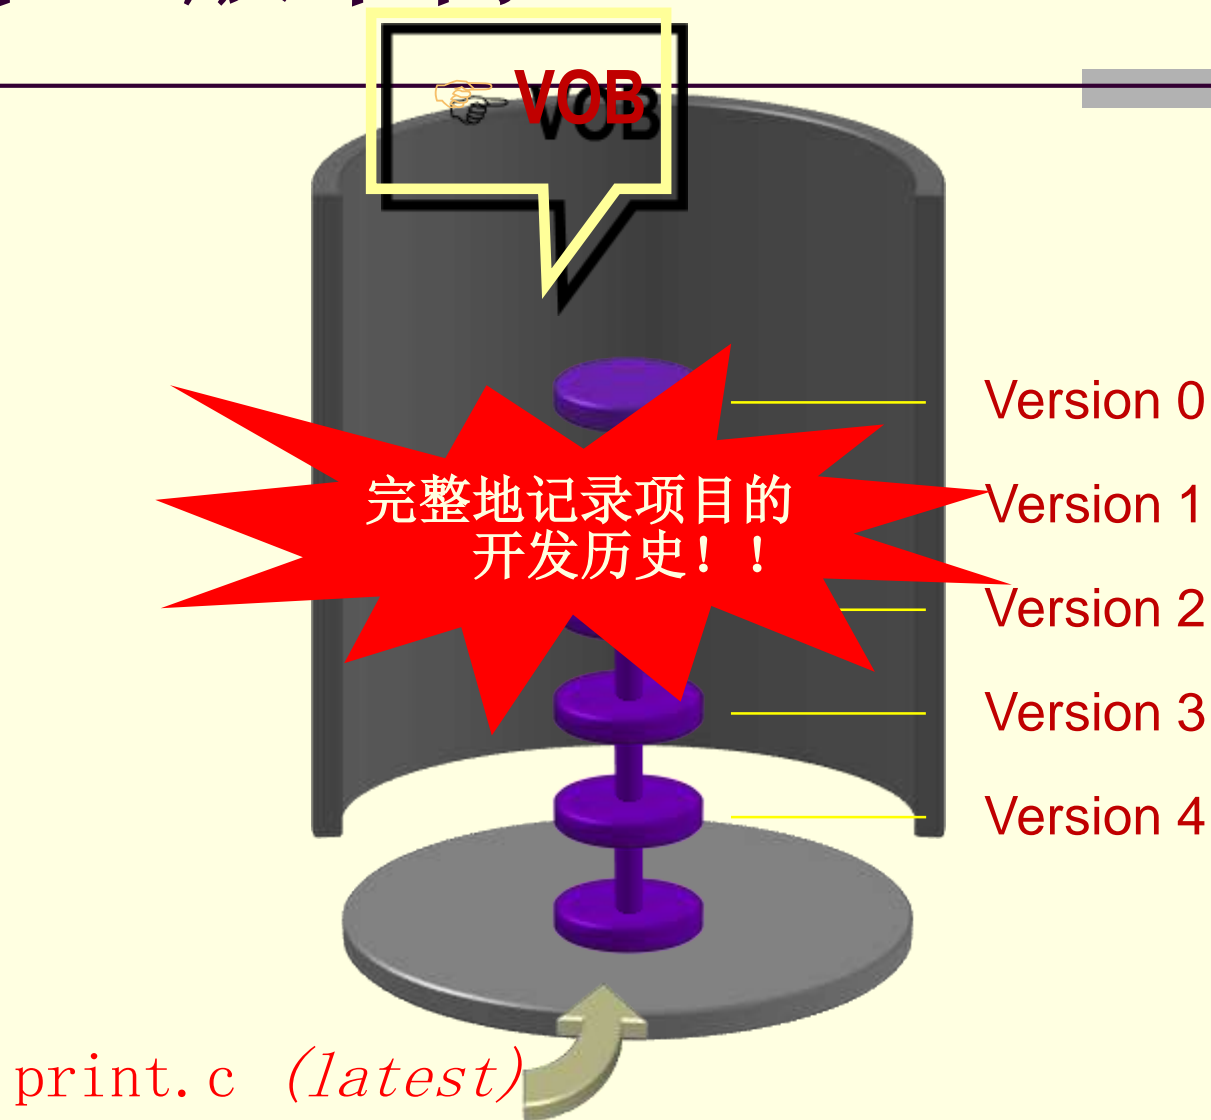 ☞ VOB
Version 0
完整地记录项目的
开发历史！！
Version 1
Version 2
Version 3
Version 4
print.c (latest)